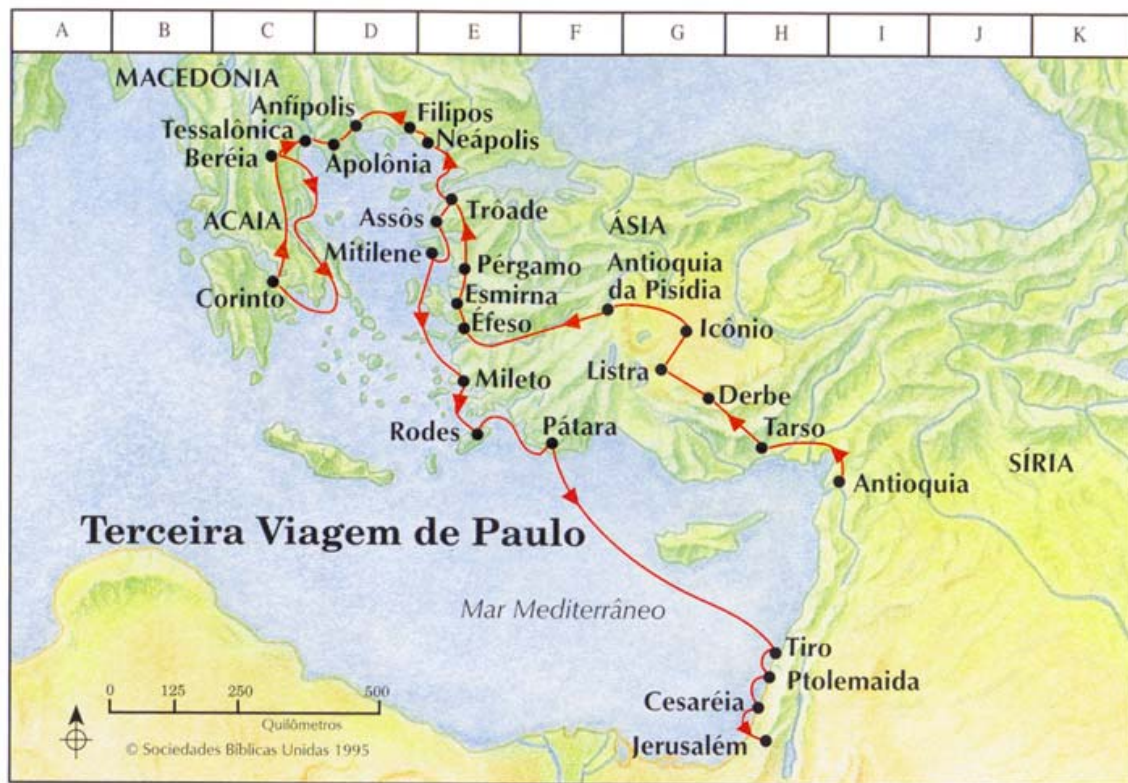 A B C D E F G H I J K
MACEDÔNIA
Anfípolis
Filipos
Tessalônica
Neápolis
Beréia
Apolônia
Trôade
Assôs
ACAIA
ÁSIA
Mitilene
Pérgamo
Antioquia
da Pisídia
Corinto
Esmirna
Éfeso
Icônio
Listra
Mileto
Derbe
Rodes
Pátara
Tarso
SÍRIA
Antioquia
Terceira Viagem de Paulo
Mar Mediterrâneo
Tiro
Ptolemaida
Cesaréia
Jerusalém
0 125 250 500
Quilômetros
© Sociedades Bíblicas Unidas 1995